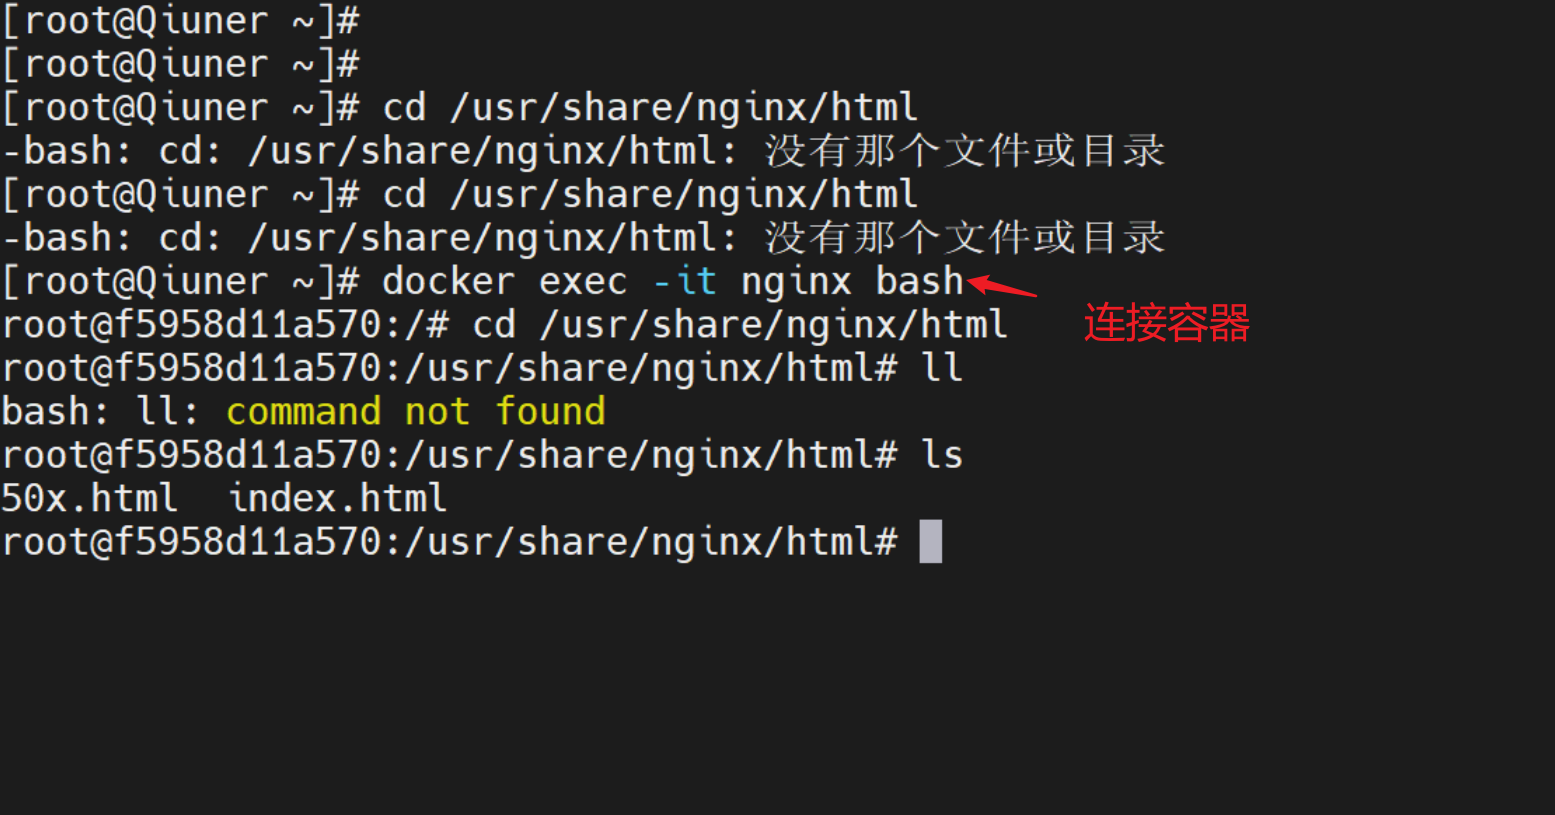 [root@Qiuner ~]#
[root@Qiuner ~]#
[root@Qiuner ~]# cd /usr/share/nginx/html
-bash: cd: /usr/share/nginx/html: 没有那个文件或目录
[root@Qiuner ~]# cd /usr/share/nginx/html
-bash: cd: /usr/share/nginx/html: 没有那个文件或目录
[root@Qiuner ~]# docker exec -it nginx bash
连接容器
root@f5958d11a570:/# cd /usr/share/nginx/html
root@f5958d11a570:/usr/share/nginx/html# ll
bash: ll: command not found
root@f5958d11a570:/usr/share/nginx/html# ls
50x.html  index.html
root@f5958d11a570:/usr/share/nginx/html#